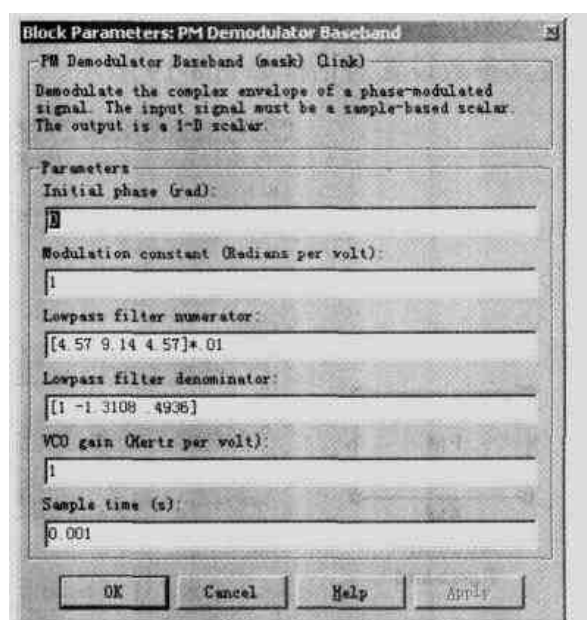 Block Parameters: PM Demodulator Baseband
PM Demodulator Baseband (mask) (link)
Demodulate the complex envelope of a phase-modulated
signal. The input signal must be a sample-based scalar.
The output is a 1-D scalar.
Parameters
Initial phase (rad):
Modulation constant (Radians per volt):
1
Lowpass filter numerator:
[4.57 9.14 4.57]*.01
Lowpass filter denominator:
[1 -1.3108 .4936]
VCO gain (Hertz per volt):
1
Sample time (s):
0.001
OK Cancel Help Apply